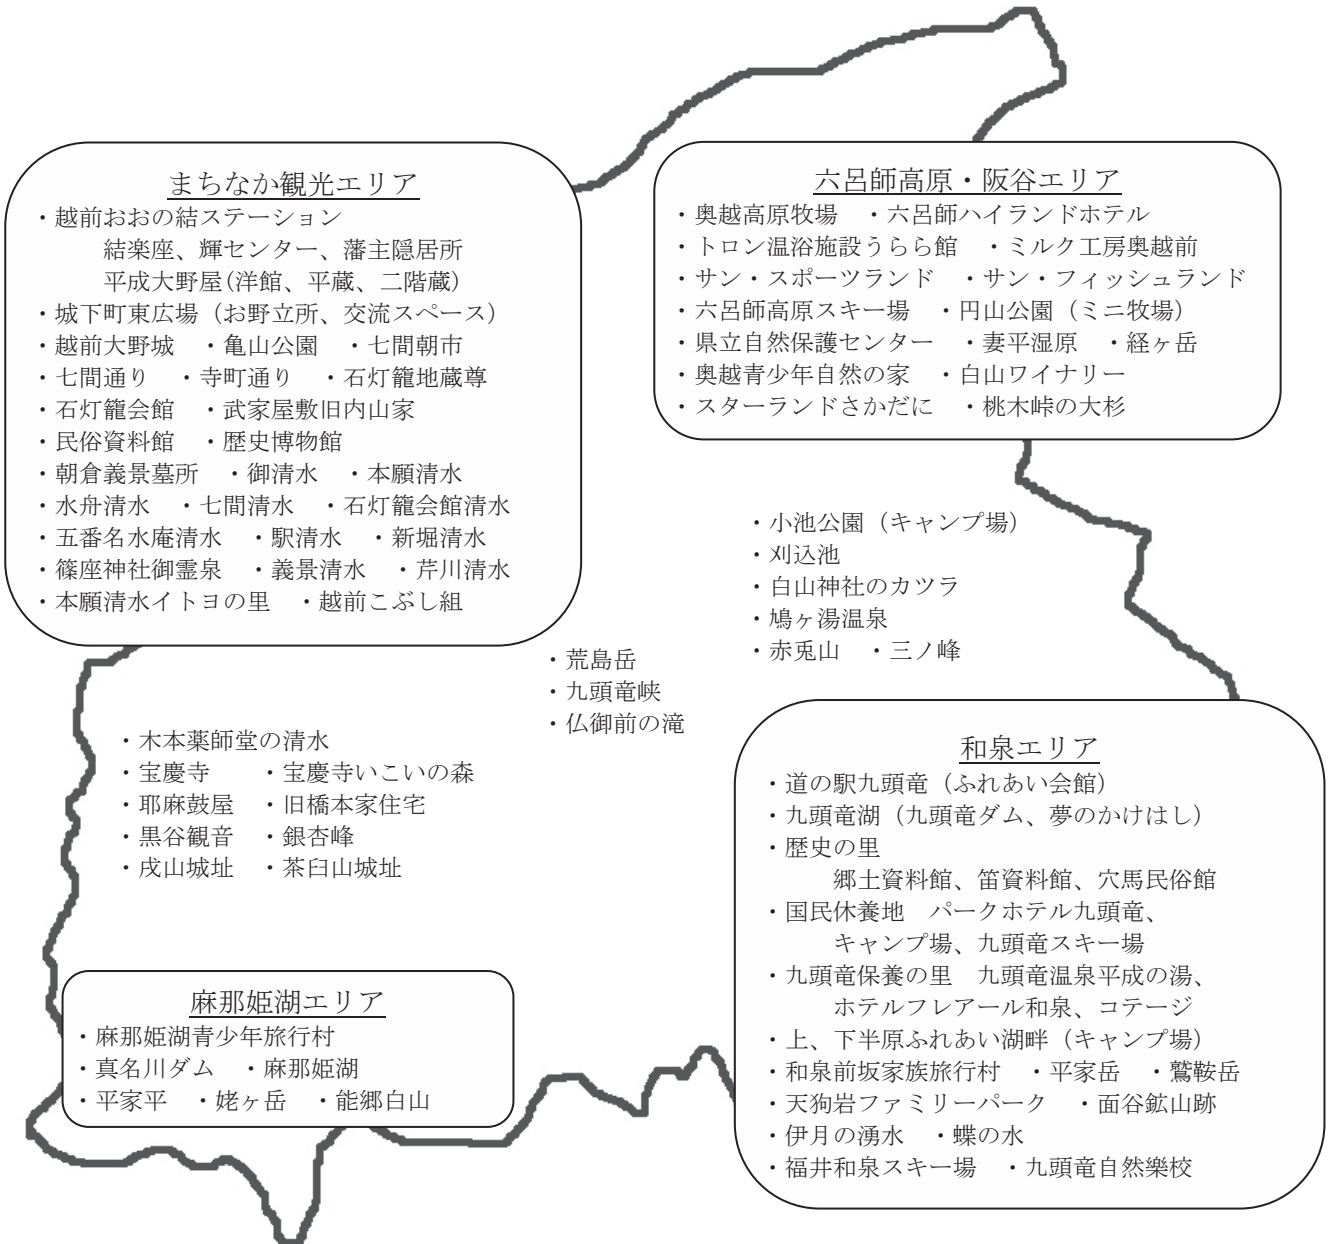 まちなか観光エリア
・越前おおの結ステーション
結楽座、輝センター、藩主隠居所
平成大野屋(洋館、平蔵、二階蔵)
・城下町東広場（お野立所、交流スペース）
・越前大野城　・亀山公園　・七間朝市
・七間通り　・寺町通り　・石灯籠地蔵尊
・石灯籠会館　・武家屋敷旧内山家
・民俗資料館　・歴史博物館
・朝倉義景墓所　・御清水　・本願清水
・水舟清水　・七間清水　・石灯籠会館清水
・五番名水庵清水　・駅清水　・新堀清水
・篠座神社御霊泉　・義景清水　・芹川清水
・本願清水イトヨの里　・越前こぶし組
六呂師高原・阪谷エリア
・奥越高原牧場　・六呂師ハイランドホテル
・トロン温浴施設うらら館　・ミルク工房奥越前
・サン・スポーツランド　・サン・フィッシュランド
・六呂師高原スキー場　・円山公園（ミニ牧場）
・県立自然保護センター　・妻平湿原　・経ヶ岳
・奥越青少年自然の家　・白山ワイナリー
・スターランドさかだに　・桃木峠の大杉
・小池公園（キャンプ場）
・刈込池
・白山神社のカツラ
・鳩ヶ湯温泉
・赤兎山　・三ノ峰
・荒島岳
・九頭竜峡
・仏御前の滝
・木本薬師堂の清水
・宝慶寺　・宝慶寺いこいの森
・耶麻鼓屋　・旧橋本家住宅
・黒谷観音　・銀杏峰
・戌山城址　・茶臼山城址
和泉エリア
・道の駅九頭竜（ふれあい会館）
・九頭竜湖（九頭竜ダム、夢のかけはし）
・歴史の里
郷土資料館、笛資料館、穴馬民俗館
・国民休養地　パークホテル九頭竜、
キャンプ場、九頭竜スキー場
・九頭竜保養の里　九頭竜温泉平成の湯、
ホテルフレアール和泉、コテージ
・上、下半原ふれあい湖畔（キャンプ場）
・和泉前坂家族旅行村　・平家岳　・鷲鞍岳
・天狗岩ファミリーパーク　・面谷鉱山跡
・伊月の湧水　・蝶の水
・福井和泉スキー場　・九頭竜自然樂校
麻那姫湖エリア
・麻那姫湖青少年旅行村
・真名川ダム　・麻那姫湖
・平家平　・姥ヶ岳　・能郷白山